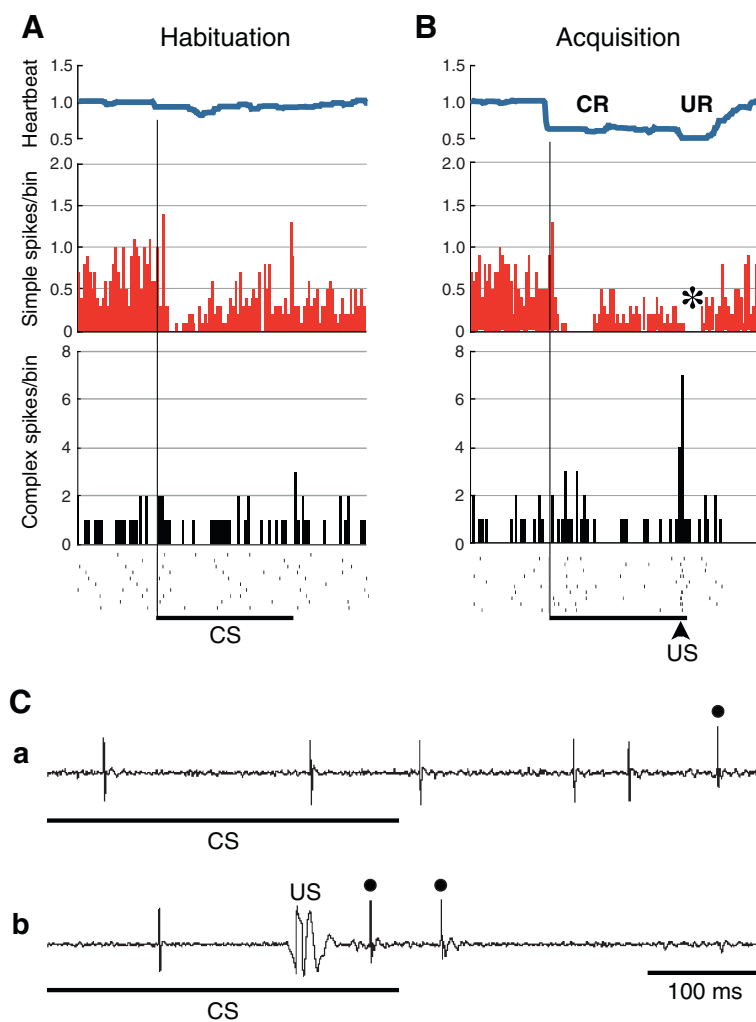 A
Habituation
B
Acquisition
Heartbeat
1.5
1.0
0.5
1.5
1.0
0.5
CR
UR
Simple spikes/bin
2.0
1.5
1.0
0.5
0
2.0
1.5
1.0
0.5
0
*
Complex spikes/bin
8
6
4
2
0
8
6
4
2
0
CS
US
C
a
CS
b
US
CS
100 ms